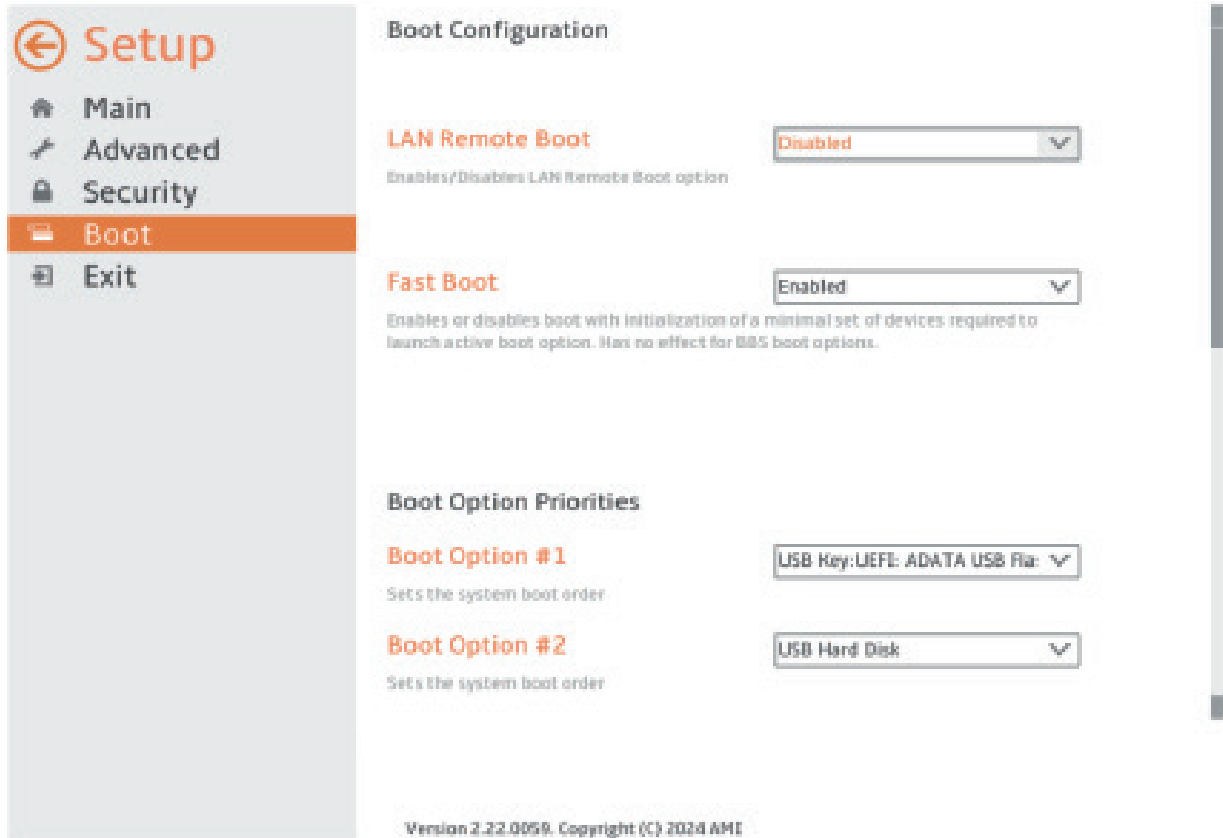 Setup
Main
Advanced
Security
Boot
Exit
Boot Configuration
LAN Remote Boot
Disabled
Enables/Disables LAN Remote Boot option
Fast Boot
Enabled
Enables or disables boot with initialization of a minimal set of devices required to
launch active boot option. Has no effect for BBS boot options.
Boot Option Priorities
Boot Option #1
USB Key:UEFI: ADATA USB Fla
Sets the system boot order
Boot Option #2
USB Hard Disk
Sets the system boot order
Version 2.22.0059. Copyright (C) 2024 AMI